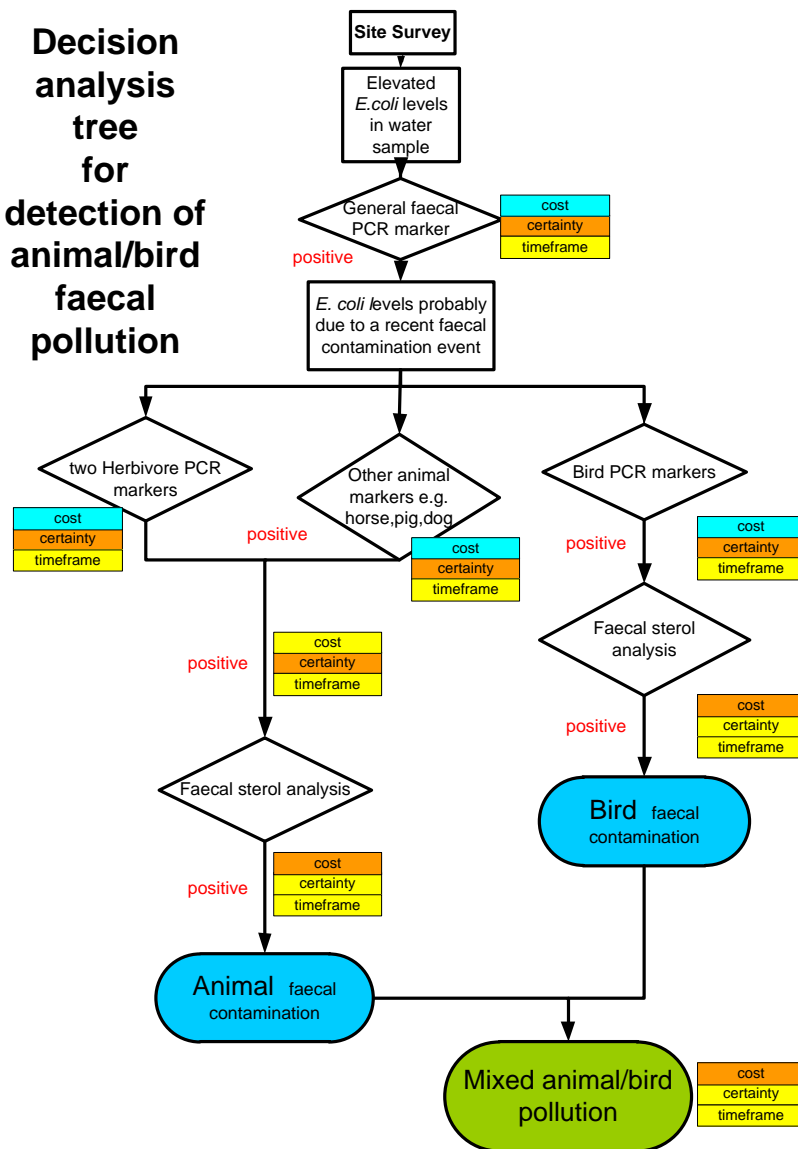 Decision
analysis
tree
for
detection of
animal/bird
faecal
pollution
Site Survey
Elevated
E.coli levels
in water
sample
General faecal
PCR marker
cost
certainty
timeframe
positive
E. coli levels probably
due to a recent faecal
contamination event
two Herbivore PCR
markers
cost
certainty
timeframe
Other animal
markers e.g.
horse,pig,dog
cost
certainty
timeframe
positive
Bird PCR markers
cost
certainty
timeframe
positive
Faecal sterol
analysis
cost
certainty
timeframe
positive
cost
certainty
timeframe
positive
Faecal sterol analysis
cost
certainty
timeframe
positive
Bird faecal
contamination
Animal faecal
contamination
Mixed animal/bird
pollution
cost
certainty
timeframe